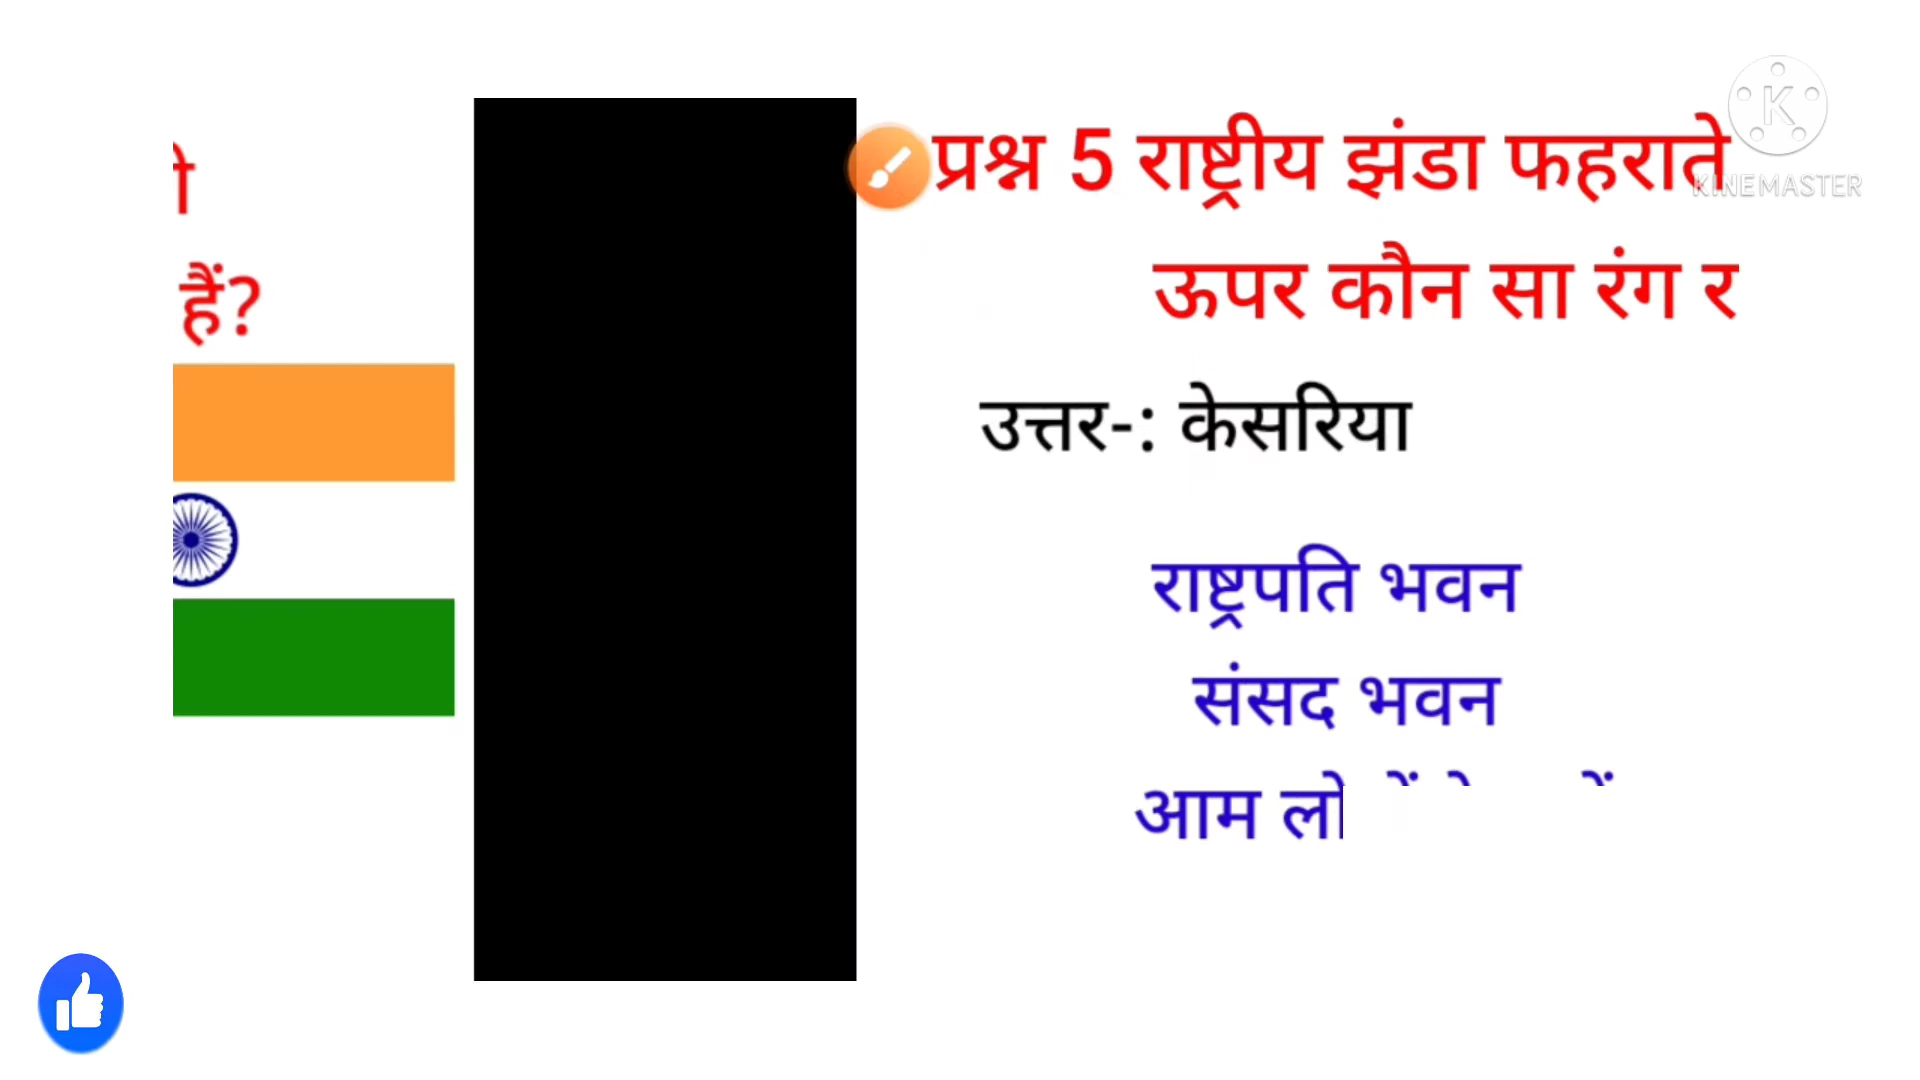 हैं?
प्रश्न 5 राष्ट्रीय झंडा फहराते
ऊपर कौन सा रंग र
उत्तर-: केसरिया
राष्ट्रपति भवन
संसद भवन
आम
K
KINEMASTER